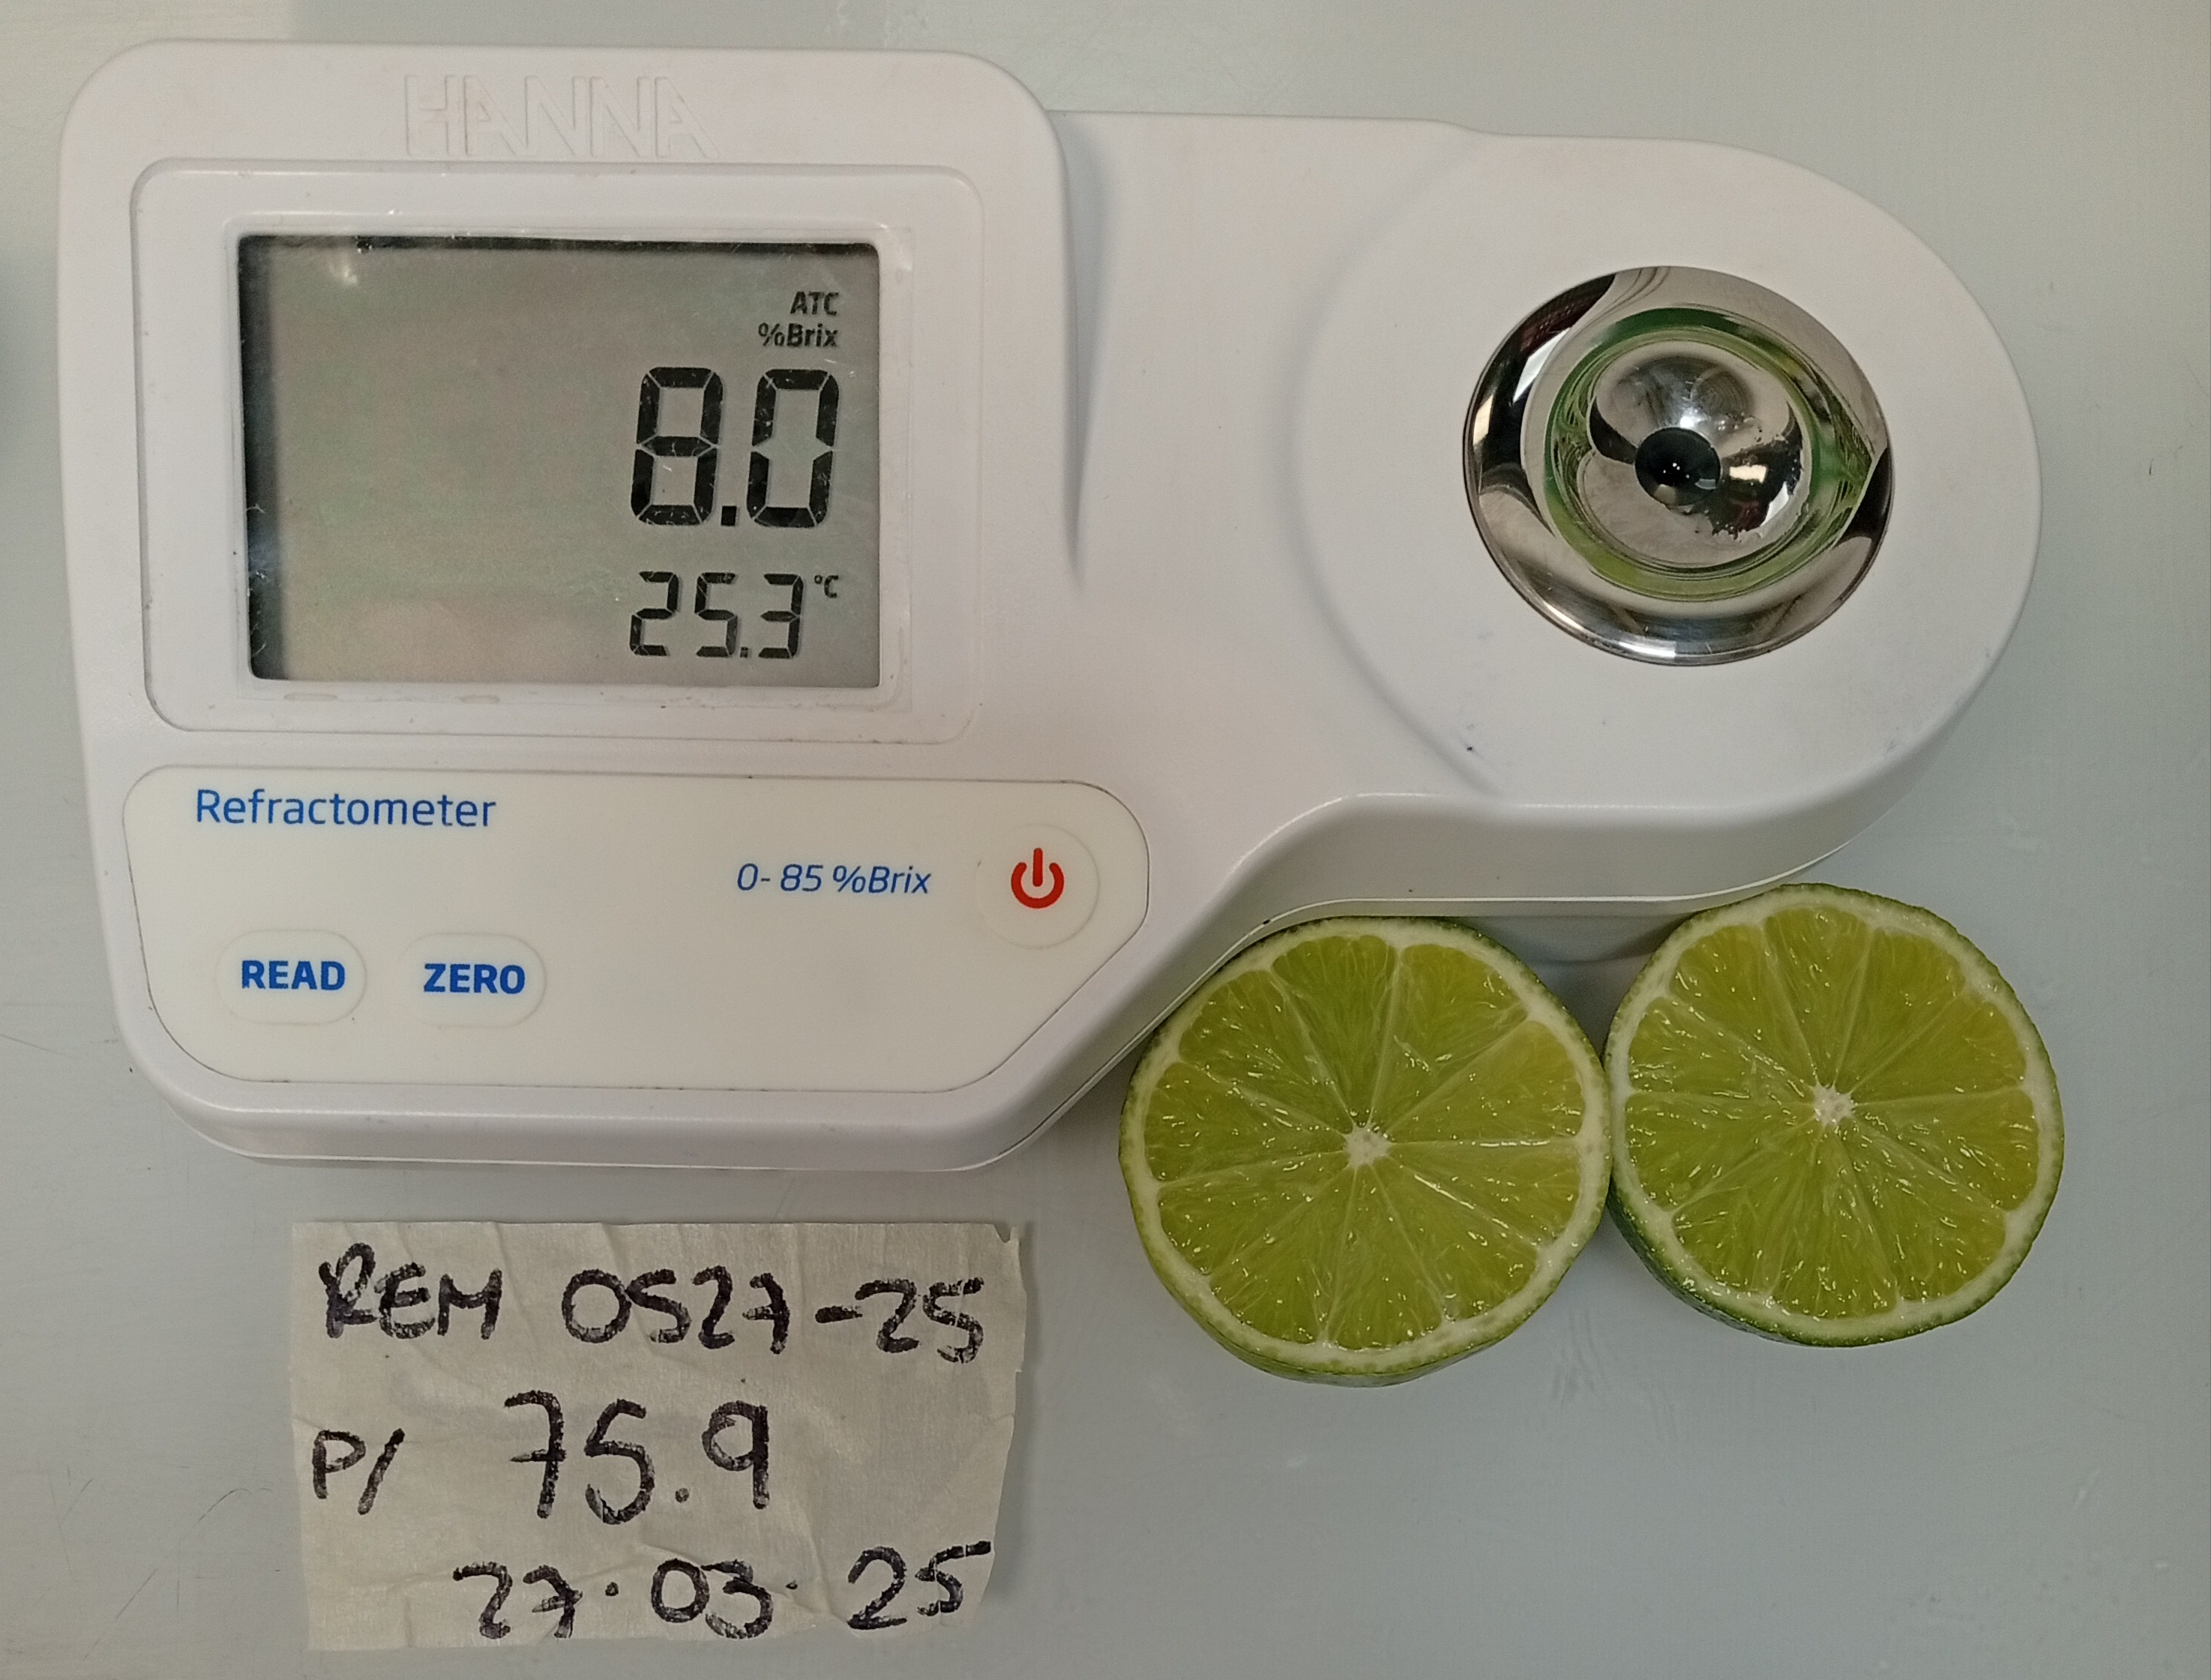 HANNA
ATC
%Brix
8.0
25.3 °C
Refractometer
0-85 %Brix
READ ZERO
REM 0527-25
P/ 75.9
27.03.25